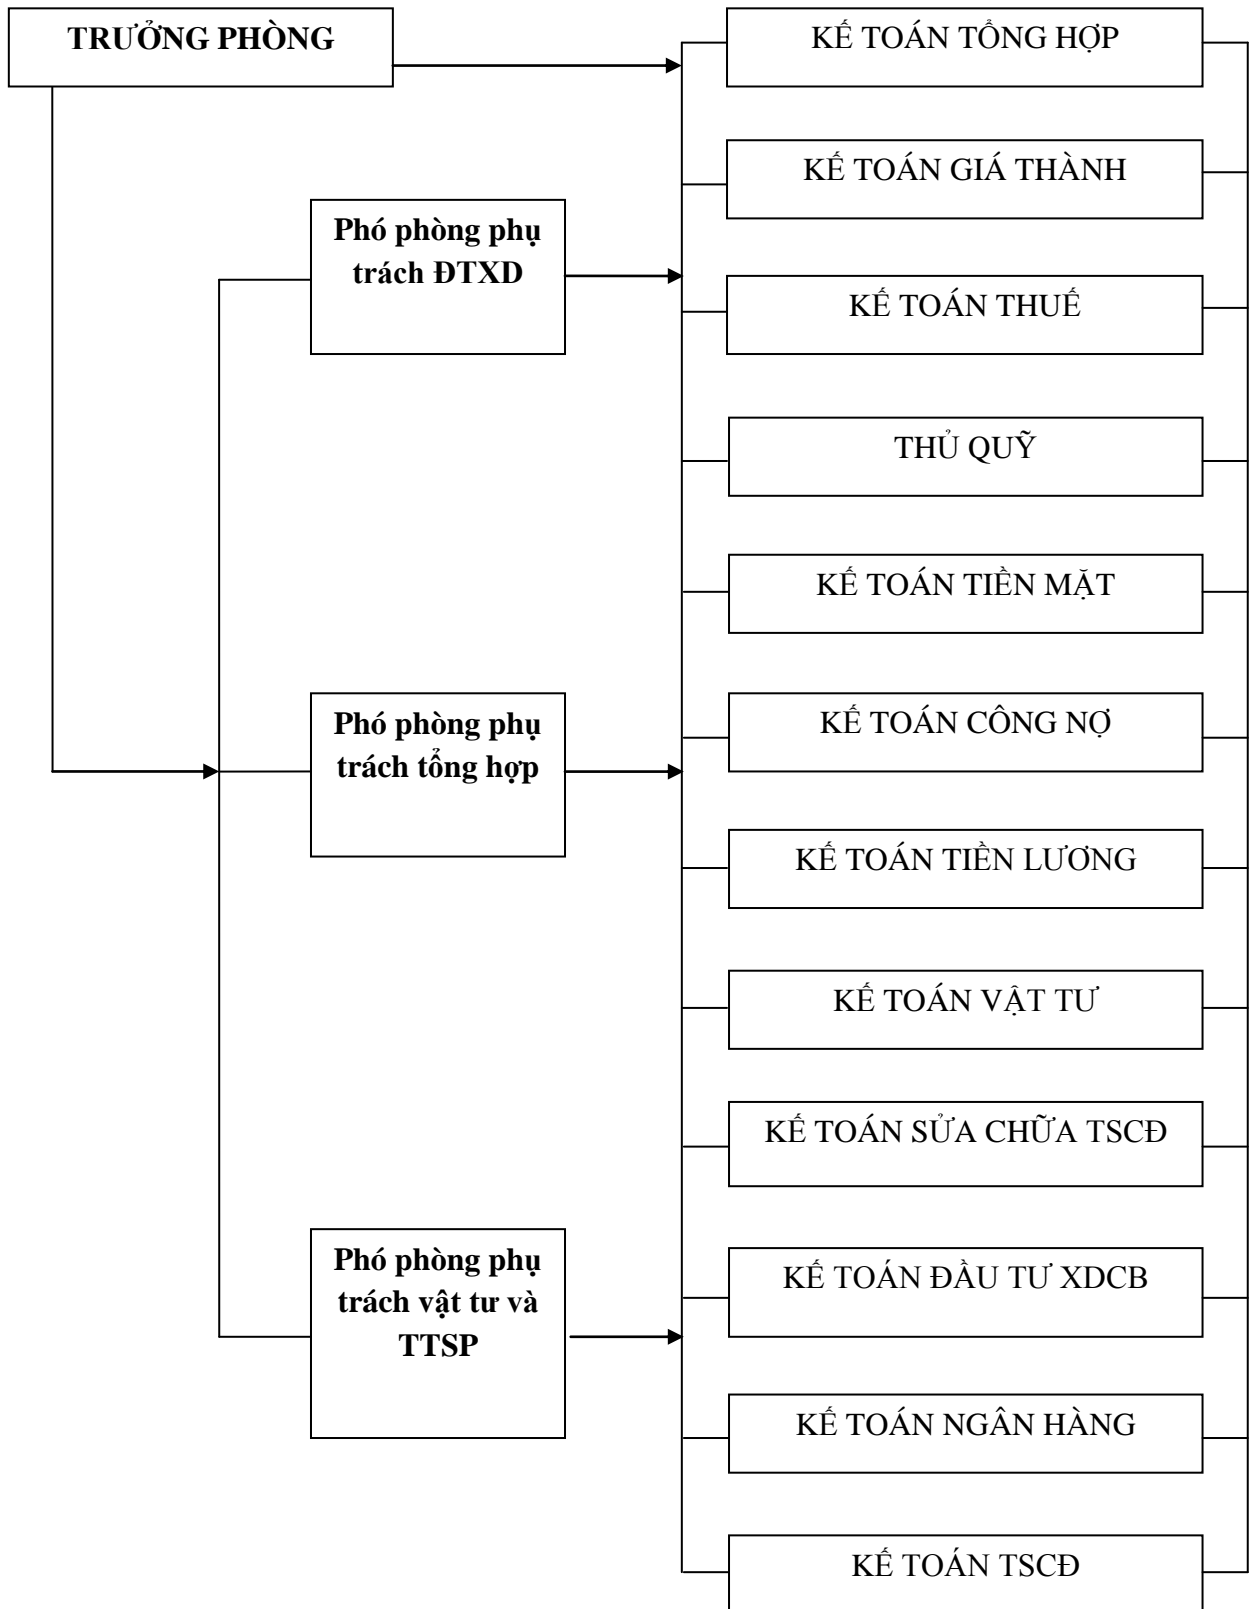 TRƯỞNG PHÒNG
Phó phòng phụ
trách ĐTXD
Phó phòng phụ
trách tổng hợp
Phó phòng phụ
trách vật tư và
TTSP
KẾ TOÁN TỔNG HỢP
KẾ TOÁN GIÁ THÀNH
KẾ TOÁN THUẾ
THỦ QUỸ
KẾ TOÁN TIỀN MẶT
KẾ TOÁN CÔNG NỢ
KẾ TOÁN TIỀN LƯƠNG
KẾ TOÁN VẬT TƯ
KẾ TOÁN SỬA CHỮA TSCĐ
KẾ TOÁN ĐẦU TƯ XDCB
KẾ TOÁN NGÂN HÀNG
KẾ TOÁN TSCĐ